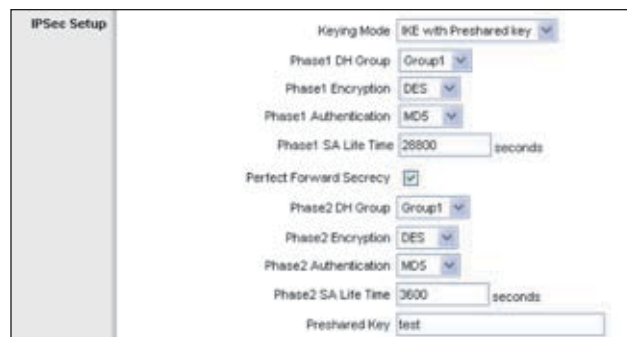 IPSec Setup
Keying Mode IKE with Preshared key
Phase1 DH Group Group1
Phase1 Encryption DES
Phase1 Authentication MD5
Phase1 SA Life Time 28800 seconds
Perfect Forward Secrecy
Phase2 DH Group Group1
Phase2 Encryption DES
Phase2 Authentication MD5
Phase2 SA Life Time 3600 seconds
Preshared Key test